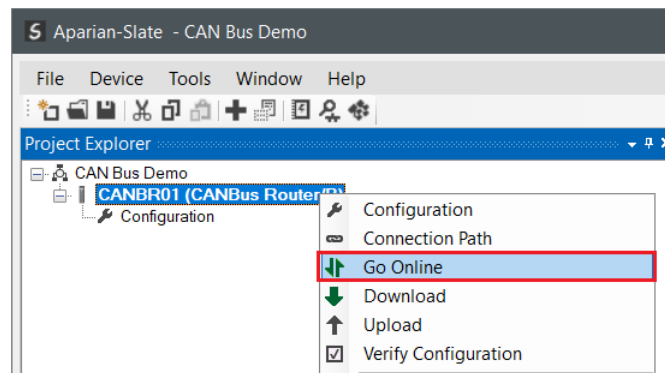 S Aparian-Slate - CAN Bus Demo
File Device Tools Window Help
Project Explorer
CAN Bus Demo
CANBR01 (CANBus Router/B)
Configuration
Configuration
Connection Path
Go Online
Download
Upload
Verify Configuration